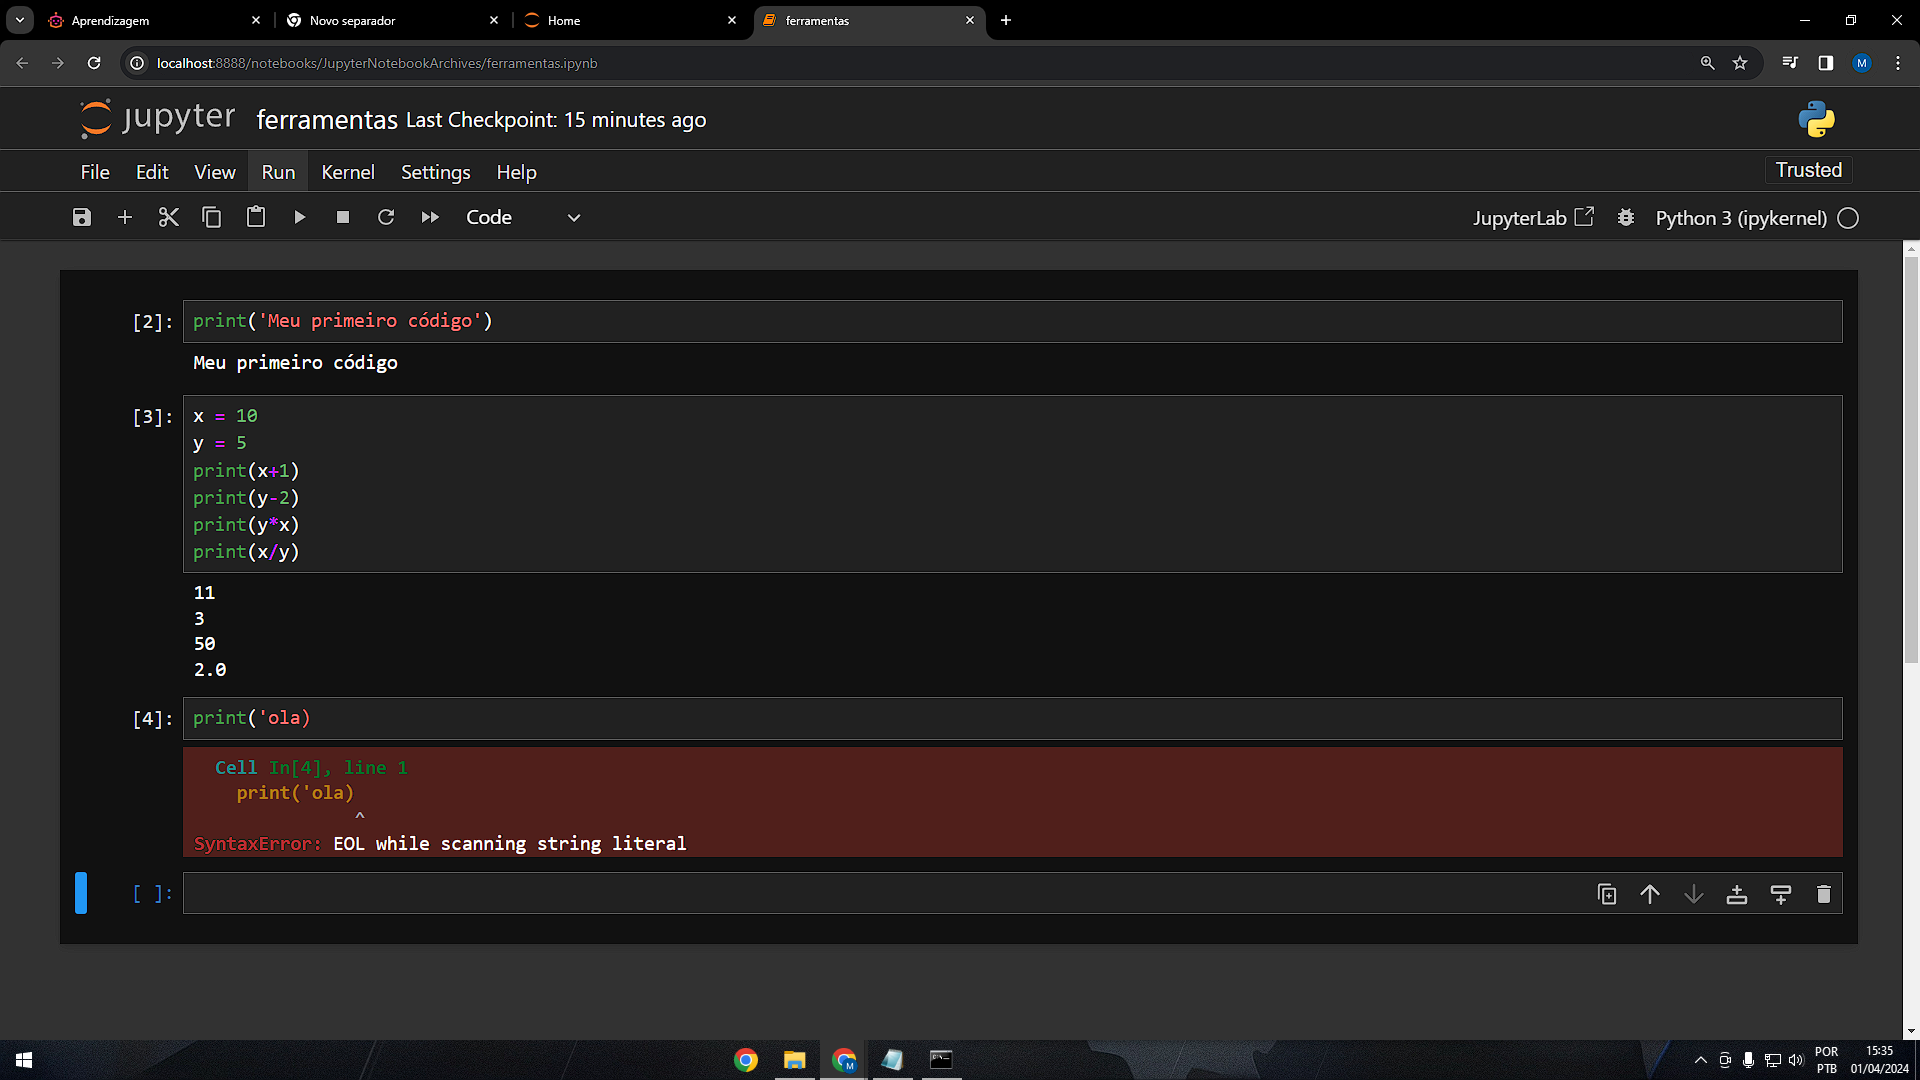 Aprendizagem
Novo separador
Home
ferramentas
localhost:8888/notebooks/JupyterNotebookArchives/ferramentas.ipynb
M
jupyter ferramentas Last Checkpoint: 15 minutes ago
File Edit View Run Kernel Settings Help
Trusted
Code
JupyterLab
Python 3 (ipykernel)
[2]: print('Meu primeiro código')
Meu primeiro código
[3]: x = 10
y = 5
print(x+1)
print(y-2)
print(y*x)
print(x/y)
11
3
50
2.0
[4]: print('ola)
Cell In[4], line 1
print('ola)
^
SyntaxError: EOL while scanning string literal
[ ]:
M
POR
PTB
15:35
01/04/2024